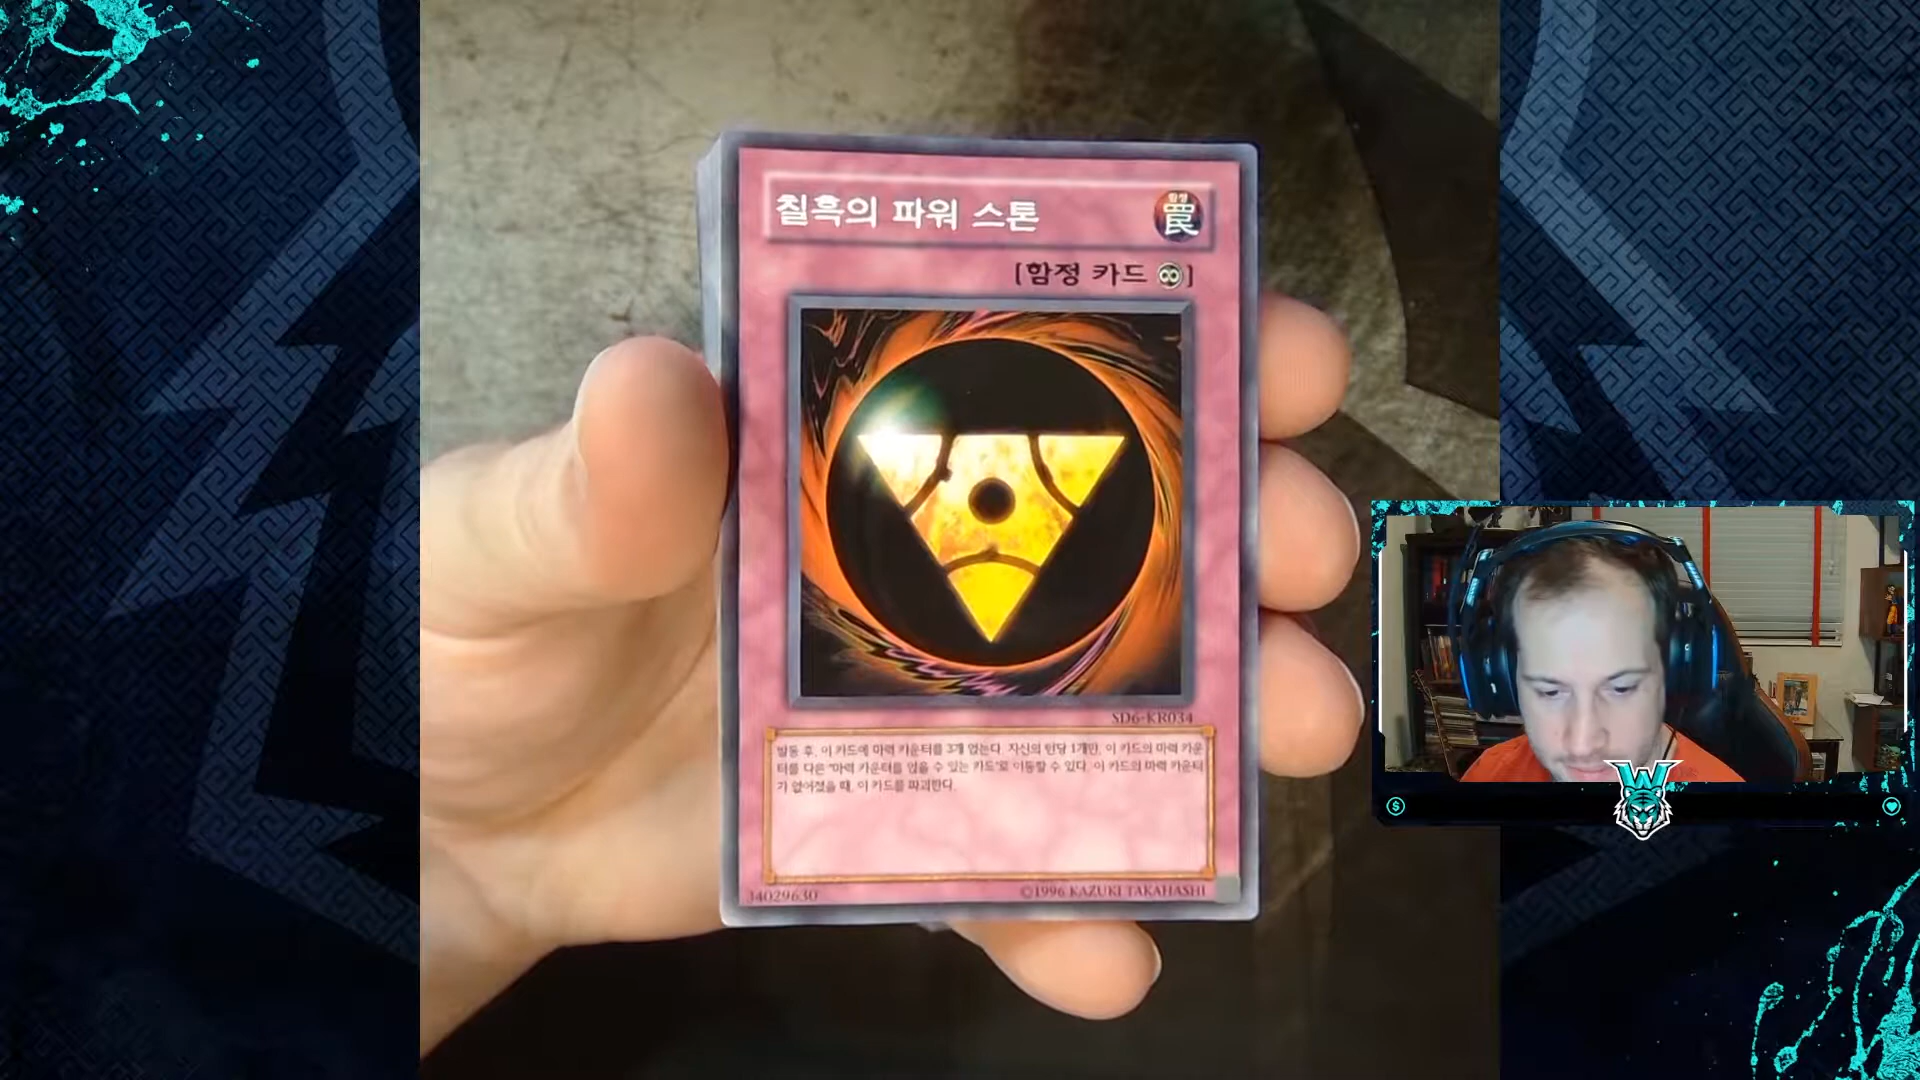 칠흑의 파워 스톤
함정
罠
[함정 카드 ∞]
SD6-KR034
발동 후, 이 카드에 마력 카운터를 3개 얹는다. 자신의 턴당 1개만, 이 카드의 마력 카운
터를 다른 "마력 카운터를 얹을 수 있는 카드"로 이동할 수 있다. 이 카드의 마력 카운터
가 없어졌을 때, 이 카드를 파괴한다.
34029630
©1996 KAZUKI TAKAHASHI
W
$